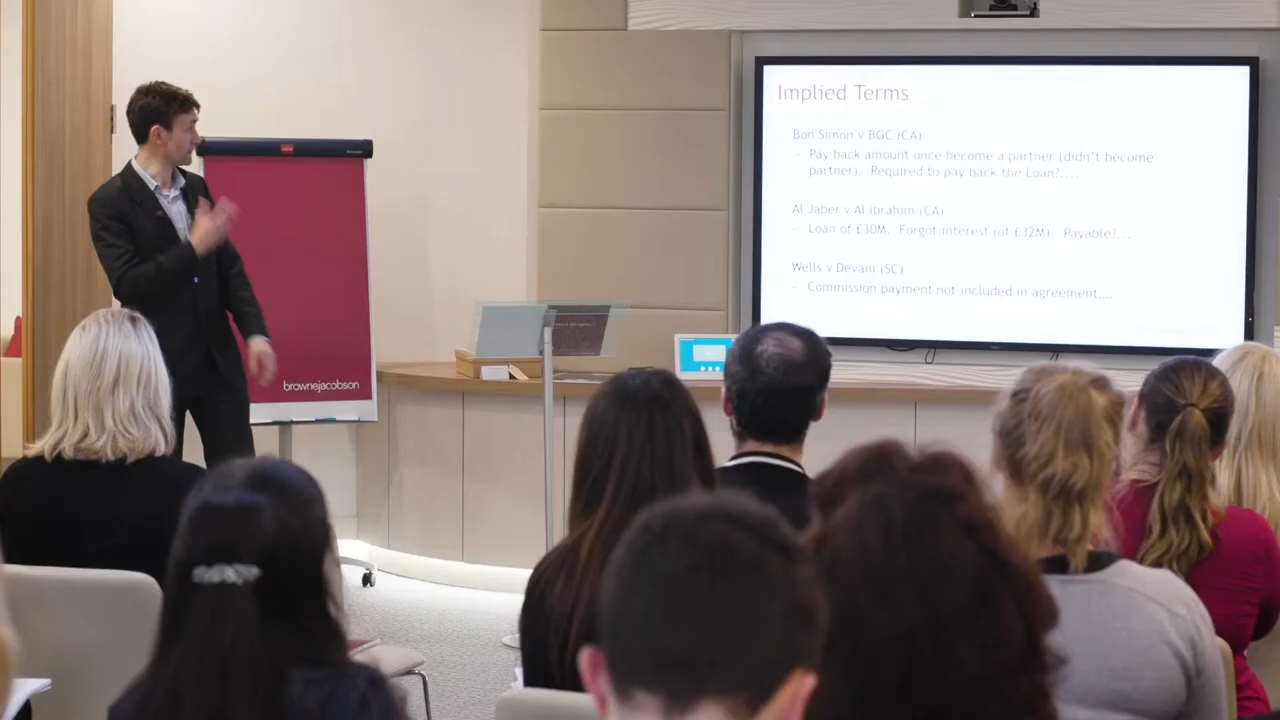 Implied Terms
Bon Simon v BGC (CA)
– Pay back amount once become a partner (didn't become
partner). Required to pay back the Loan?....
Al Jaber v Al Ibrahim (CA)
– Loan of £30M. Forgot interest (of £32M). Payable?...
Wells v Devani (SC)
– Commission payment not included in agreement....
brownejacobson